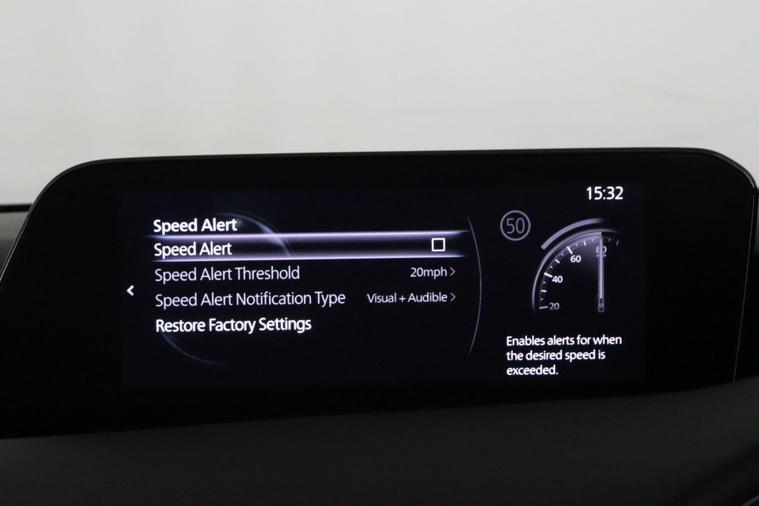 15:32
Speed Alert
Speed Alert
Speed Alert Threshold 20mph
Speed Alert Notification Type Visual + Audible
Restore Factory Settings
50
80
60
40
20
Enables alerts for when
the desired speed is
exceeded.